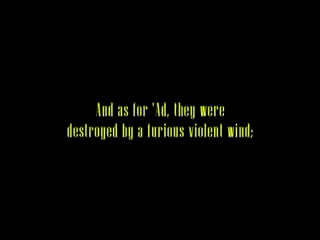 And as for 'Ad, they were
destroyed by a furious violent wind;